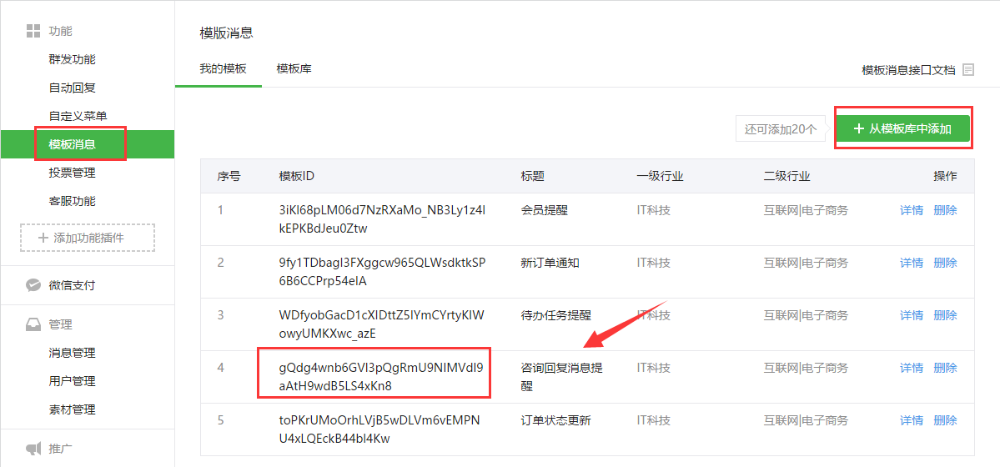 功能
群发功能
自动回复
自定义菜单
模板消息
投票管理
客服功能
添加功能插件
微信支付
管理
消息管理
用户管理
素材管理
推广
模版消息
我的模板 模板库
模板消息接口文档
还可添加20个
+ 从模板库中添加
序号 模板ID 标题 一级行业 二级行业 操作
1 3iKl68pLM06d7NzRXaMo_NB3Ly1z4I 会员提醒 IT科技 互联网|电子商务 详情 删除
kEPKBdJeu0Ztw
2 9fy1TDbagI3FXggcw965QLWsdktkSP 新订单通知 IT科技 互联网|电子商务 详情 删除
6B6CCPrp54eIA
3 WDfyobGacD1cXIDttZ5IYmCYrtyKIW 待办任务提醒 IT科技 互联网|电子商务 详情 删除
owyUMKXwc_azE
4 gQdg4wnb6GVI3pQgRmU9NIMVdI9 咨询回复消息提 IT科技 互联网|电子商务 详情 删除
aAtH9wdB5LS4xKn8 醒
5 toPKrUMoOrhLVjB5wDLVm6vEMPN 订单状态更新 IT科技 互联网|电子商务 详情 删除
U4xLQEckB44bI4Kw